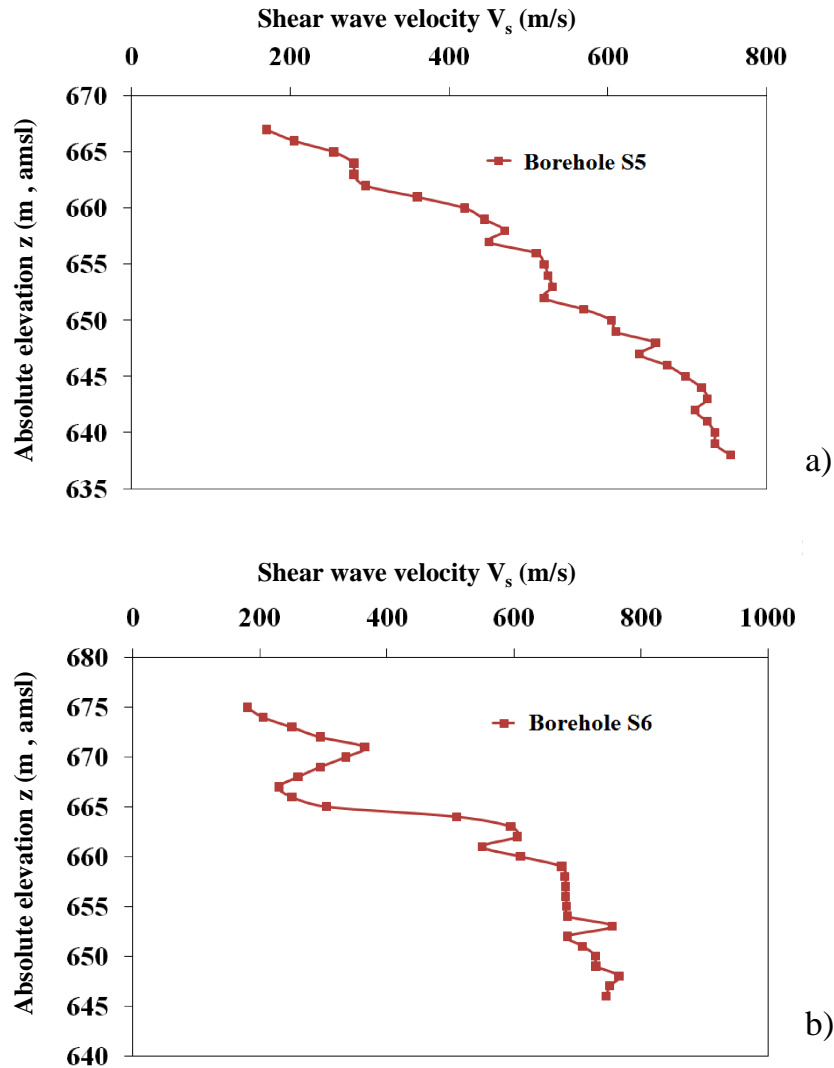 Shear wave velocity Vs (m/s)
0 200 400 600 800
670
665
660
655
650
645
640
635
Absolute elevation z (m , amsl)
Borehole S5
a)
Shear wave velocity Vs (m/s)
0 200 400 600 800 1000
680
675
670
665
660
655
650
645
640
Absolute elevation z (m , amsl)
Borehole S6
b)